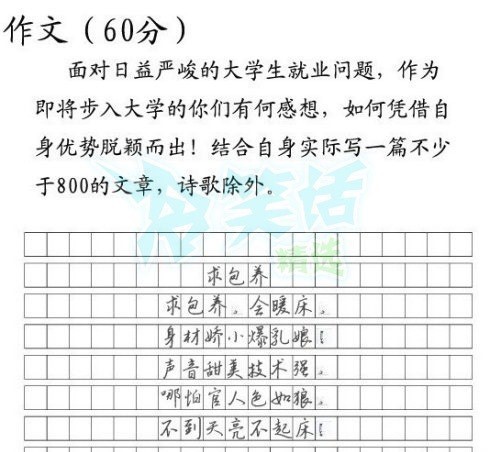 作文（60分）
面对日益严峻的大学生就业问题，作为
即将步入大学的你们有何感想，如何凭借自
身优势脱颖而出！结合自身实际写一篇不少
于800的文章，诗歌除外。
求包养
求包养。会暖床。
身材娇小爆乳娘！
声音甜美技术强。
哪怕官人色如狼。
不到天亮不起床！
精选